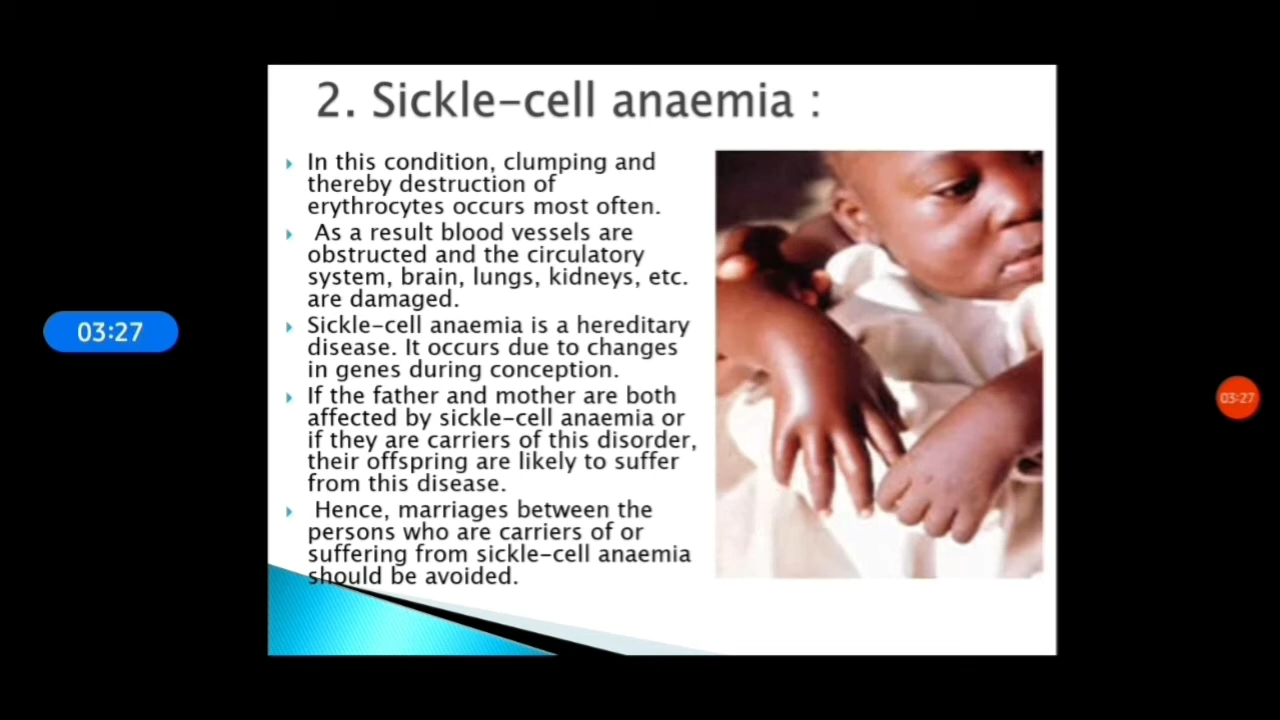 2. Sickle-cell anaemia :
In this condition, clumping and
thereby destruction of
erythrocytes occurs most often.
As a result blood vessels are
obstructed and the circulatory
system, brain, lungs, kidneys, etc.
are damaged.
Sickle-cell anaemia is a hereditary
disease. It occurs due to changes
in genes during conception.
If the father and mother are both
affected by sickle-cell anaemia or
if they are carriers of this disorder,
their offspring are likely to suffer
from this disease.
Hence, marriages between the
persons who are carriers of or
suffering from sickle-cell anaemia
should be avoided.
03:27
03:27